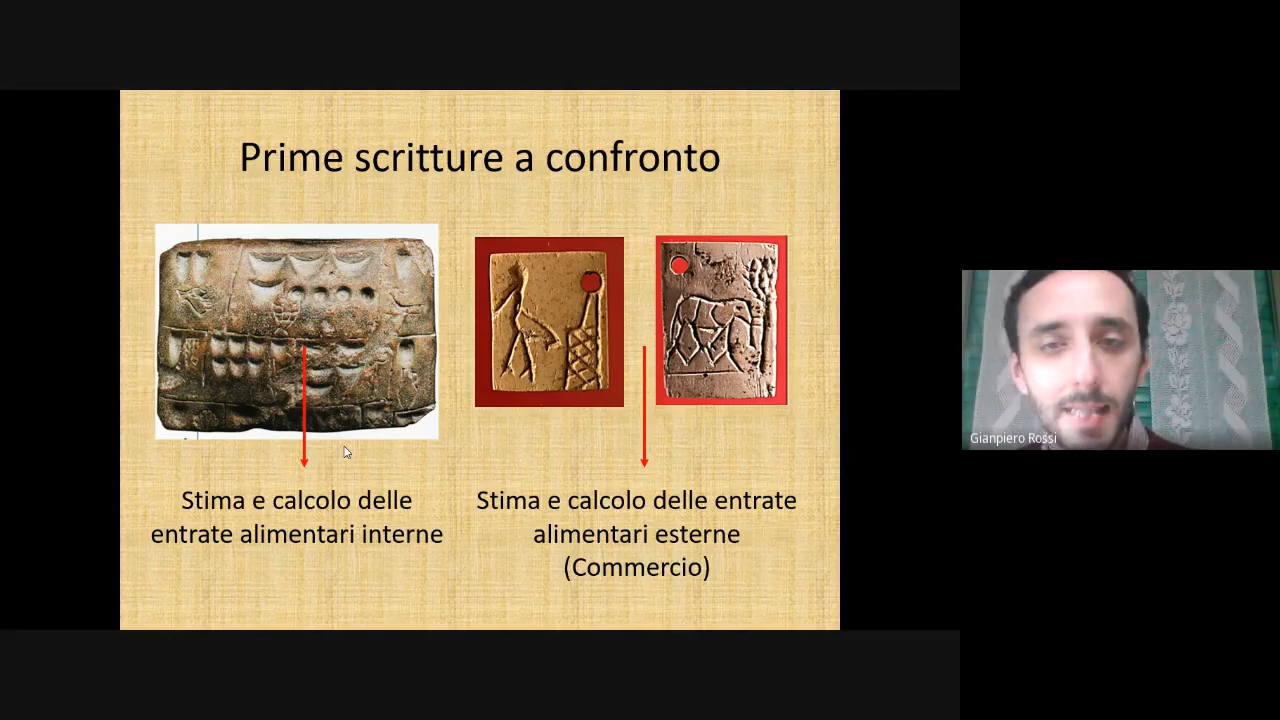 Prime scritture a confronto
Stima e calcolo delle
entrate alimentari interne
Stima e calcolo delle entrate
alimentari esterne
(Commercio)
Gianpiero Rossi